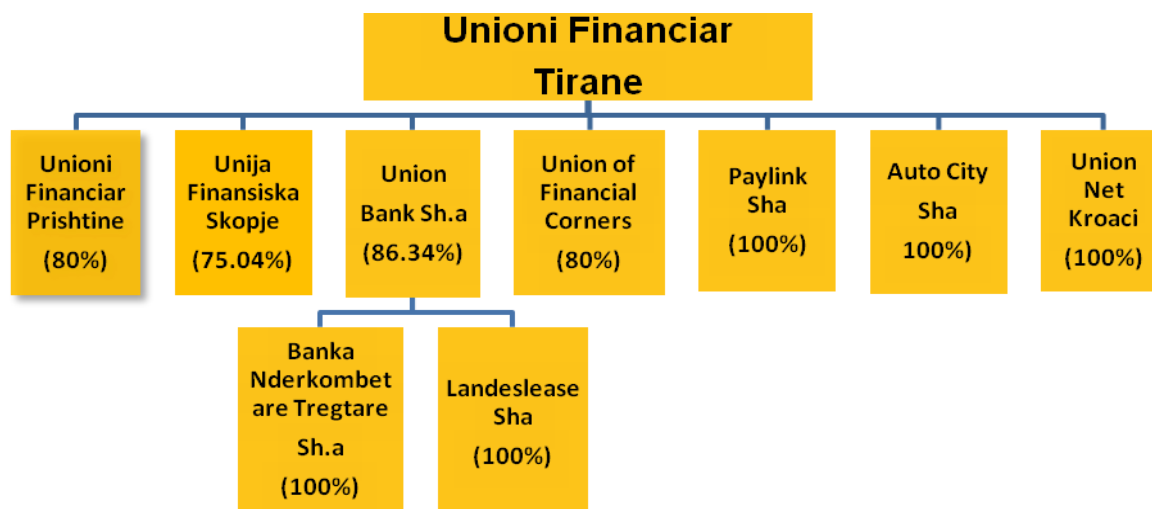 Unioni Financiar
Tirane
Unioni
Financiar
Prishtine
(80%)
Unija
Finansiska
Skopje
(75.04%)
Union
Bank Sh.a
(86.34%)
Union of
Financial
Corners
(80%)
Paylink
Sha
(100%)
Auto City
Sha
100%)
Union
Net
Kroaci
(100%)
Banka
Nderkombet
are Tregtare
Sh.a
(100%)
Landeslease
Sha
(100%)